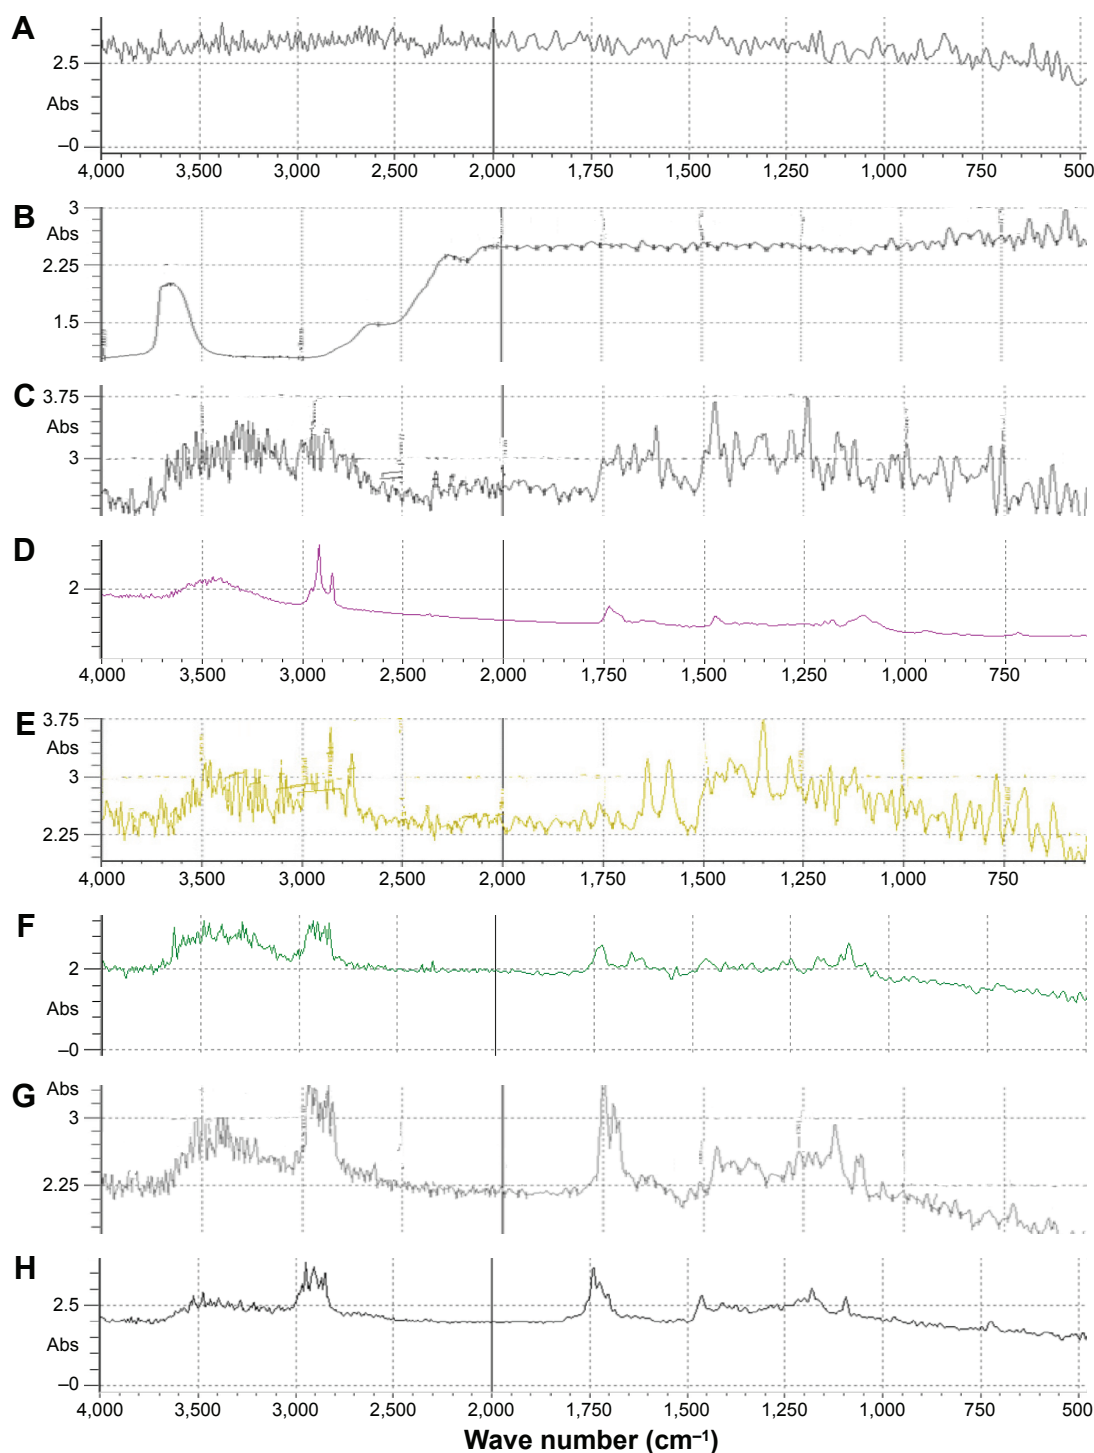 A
2.5
Abs
–0
4,000 3,500 3,000 2,500 2,000 1,750 1,500 1,250 1,000 750 500
B
3
Abs
2.25
1.5
C
3.75
Abs
3
D
2
4,000 3,500 3,000 2,500 2,000 1,750 1,500 1,250 1,000 750
E
3.75
Abs
3
2.25
4,000 3,500 3,000 2,500 2,000 1,750 1,500 1,250 1,000 750
F
2
Abs
–0
G
Abs
3
2.25
H
2.5
Abs
–0
4,000 3,500 3,000 2,500 2,000 1,750 1,500 1,250 1,000 750 500
Wave number (cm⁻¹)